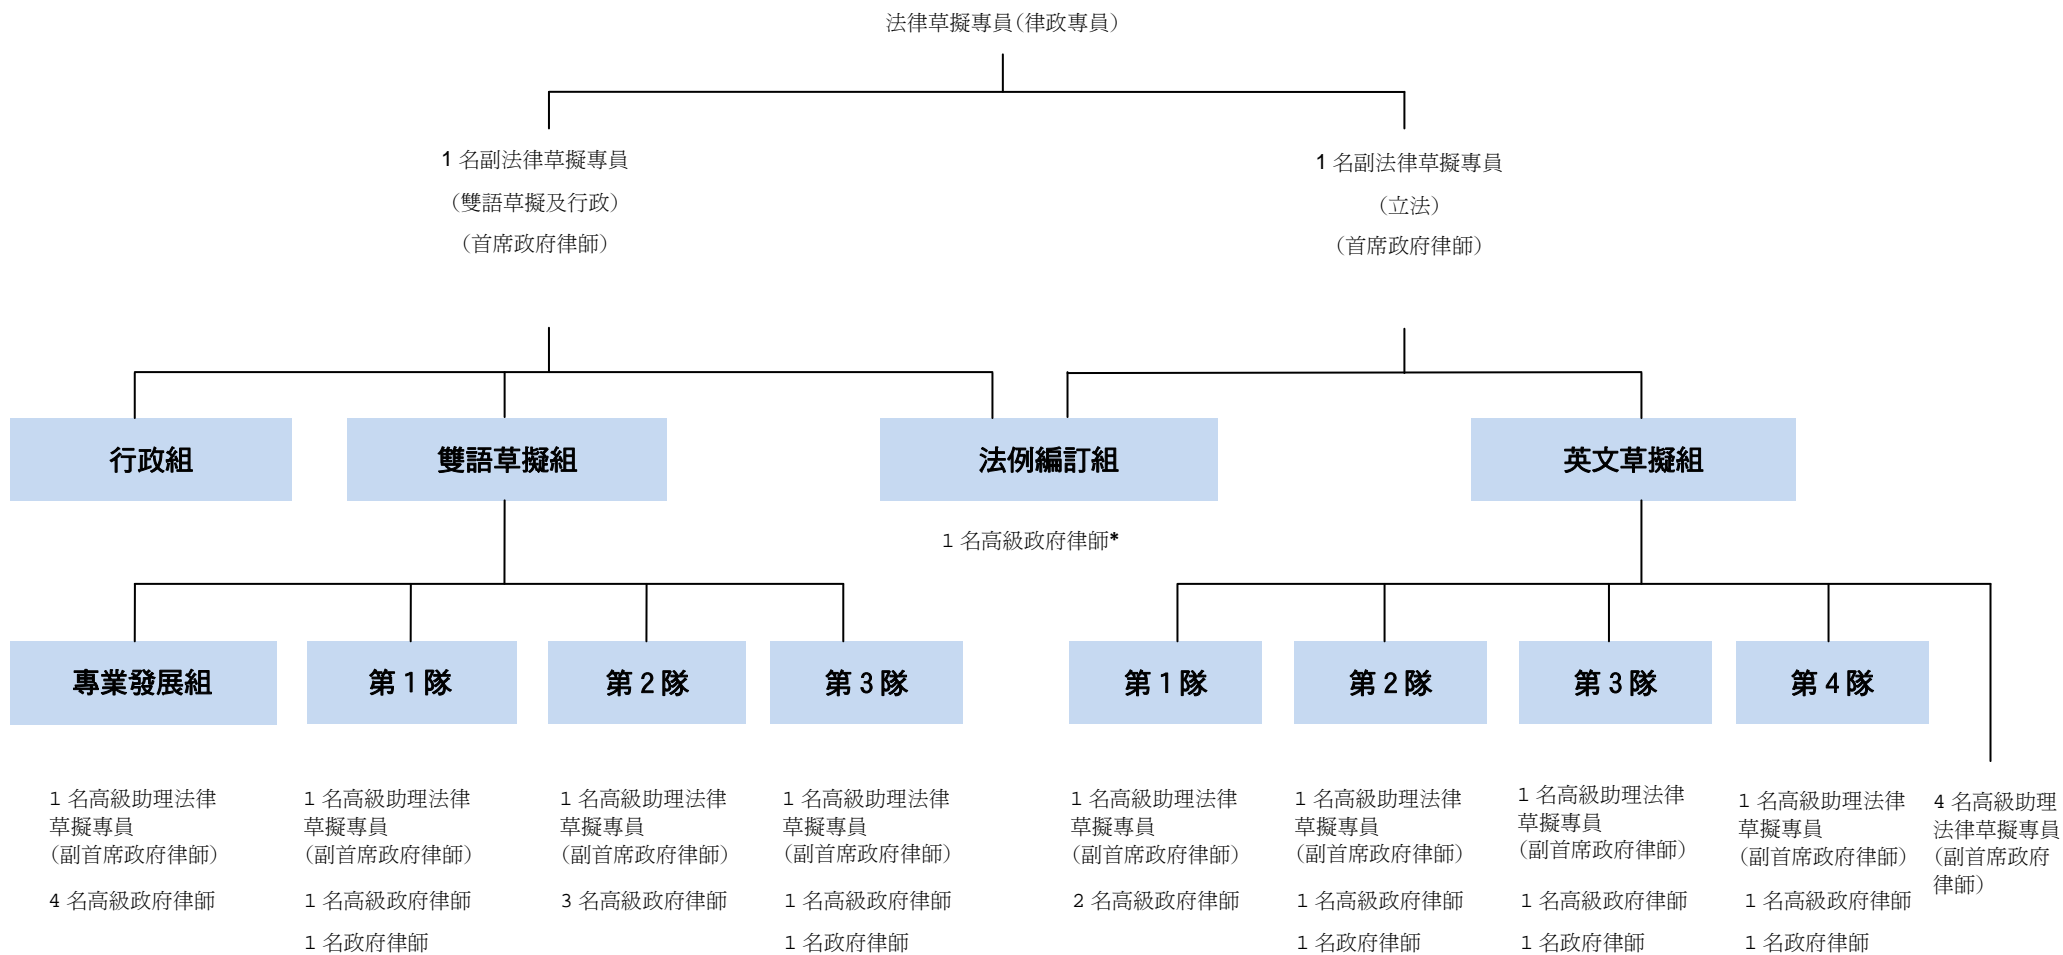 法律草擬專員(律政專員)
1 名副法律草擬專員
(雙語草擬及行政)
(首席政府律師)
1 名副法律草擬專員
(立法)
(首席政府律師)
行政組
雙語草擬組
法例編訂組
英文草擬組
1 名高級政府律師*
專業發展組
第 1 隊
第 2 隊
第 3 隊
第 1 隊
第 2 隊
第 3 隊
第 4 隊
1 名高級助理法律
草擬專員
(副首席政府律師)
4 名高級政府律師
1 名高級助理法律
草擬專員
(副首席政府律師)
1 名高級政府律師
1 名政府律師
1 名高級助理法律
草擬專員
(副首席政府律師)
3 名高級政府律師
1 名高級助理法律
草擬專員
(副首席政府律師)
1 名高級政府律師
1 名政府律師
1 名高級助理法律
草擬專員
(副首席政府律師)
2 名高級政府律師
1 名高級助理法律
草擬專員
(副首席政府律師)
1 名高級政府律師
1 名政府律師
1 名高級助理法律
草擬專員
(副首席政府律師)
1 名高級政府律師
1 名政府律師
1 名高級助理法律
草擬專員
(副首席政府律師)
1 名高級政府律師
1 名政府律師
4 名高級助理
法律草擬專員
(副首席政府
律師)